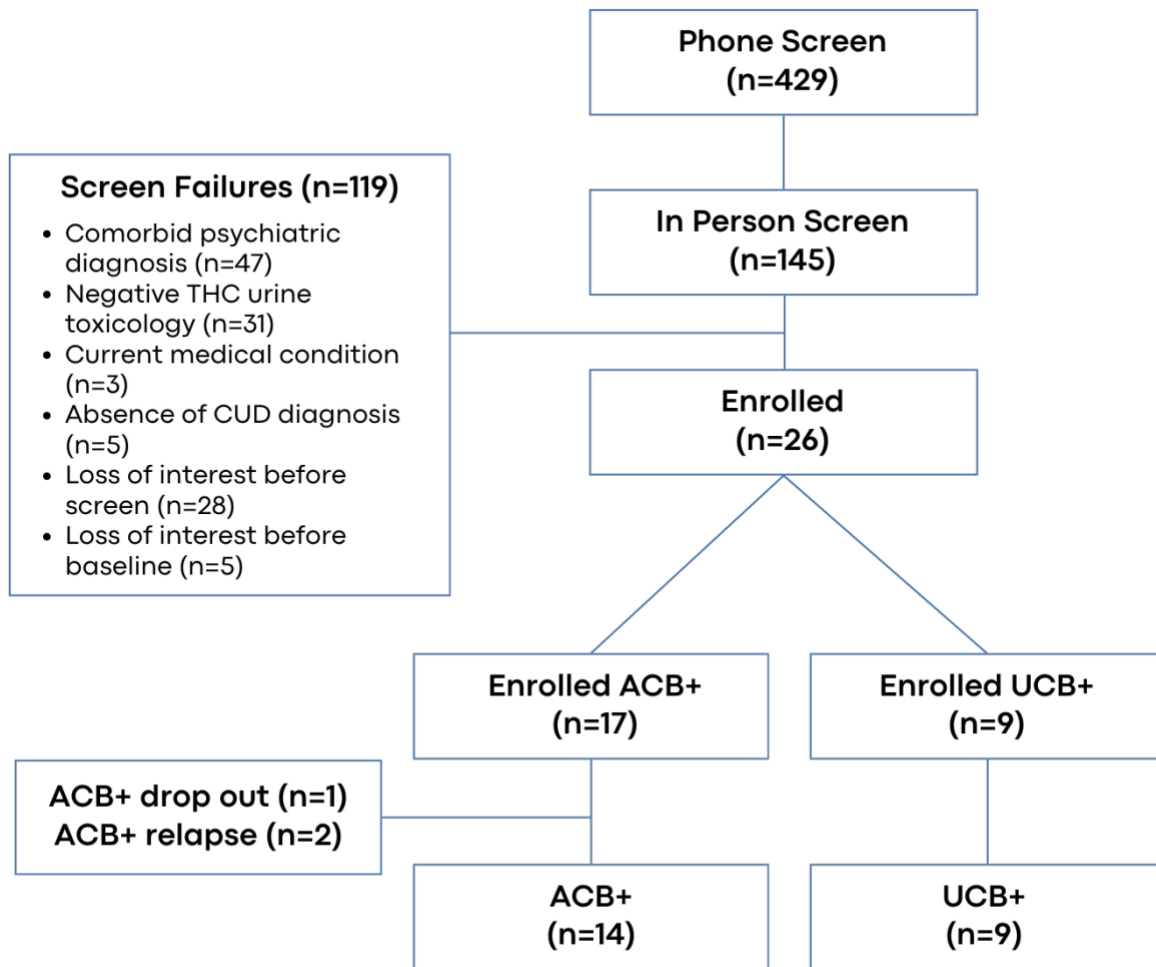 Phone Screen
(n=429)
Screen Failures (n=119)
• Comorbid psychiatric
diagnosis (n=47)
• Negative THC urine
toxicology (n=31)
• Current medical condition
(n=3)
• Absence of CUD diagnosis
(n=5)
• Loss of interest before
screen (n=28)
• Loss of interest before
baseline (n=5)
In Person Screen
(n=145)
Enrolled
(n=26)
Enrolled ACB+
(n=17)
Enrolled UCB+
(n=9)
ACB+ drop out (n=1)
ACB+ relapse (n=2)
ACB+
(n=14)
UCB+
(n=9)